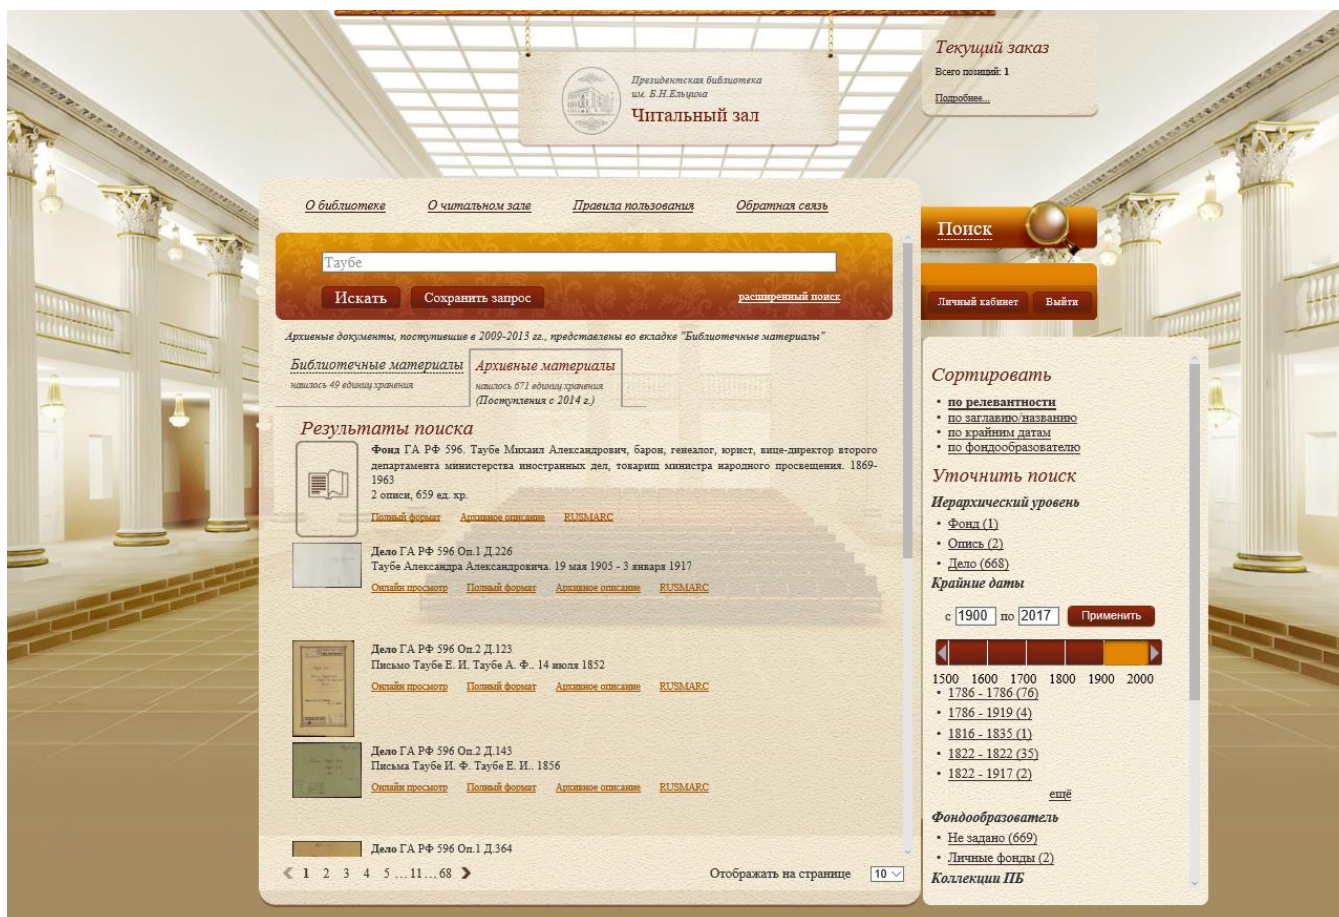 Президентская библиотека
им. Б.Н.Ельцина
Читальный зал
Текущий заказ
Всего позиций: 1
Подробнее...
О библиотеке
О читальном зале
Правила пользования
Обратная связь
Поиск
Таубе
Искать
Сохранить запрос
расширенный поиск
Личный кабинет
Выйти
Архивные документы, поступившие в 2009-2013 гг., представлены во вкладке "Библиотечные материалы"
Библиотечные материалы
нашлось 49 единиц хранения
Архивные материалы
нашлось 671 единиц хранения
(Поступления с 2014 г.)
Результаты поиска
Фонд ГА РФ 596. Таубе Михаил Александрович, барон, генеалог, юрист, вице-директор второго
департамента министерства иностранных дел, товарищ министра народного просвещения. 1869-
1963
2 описи, 659 ед. хр.
Полный формат Архивное описание RUSMARC
Дело ГА РФ 596 Оп.1 Д.226
Таубе Александра Александровича. 19 мая 1905 - 3 января 1917
Онлайн просмотр Полный формат Архивное описание RUSMARC
Дело ГА РФ 596 Оп.2 Д.123
Письмо Таубе Е. И. Таубе А. Ф.. 14 июля 1852
Онлайн просмотр Полный формат Архивное описание RUSMARC
Дело ГА РФ 596 Оп.2 Д.143
Письма Таубе И. Ф. Таубе Е. И.. 1856
Онлайн просмотр Полный формат Архивное описание RUSMARC
Дело ГА РФ 596 Оп.1 Д.364
1 2 3 4 5 ... 11 ... 68
Отображать на странице 10
Сортировать
• по релевантности
• по заглавию/названию
• по крайним датам
• по фондообразователю
Уточнить поиск
Иерархический уровень
• Фонд (1)
• Опись (2)
• Дело (668)
Крайние даты
с 1900 по 2017 Применить
1500 1600 1700 1800 1900 2000
• 1786 - 1786 (76)
• 1786 - 1919 (4)
• 1816 - 1835 (1)
• 1822 - 1822 (35)
• 1822 - 1917 (2)
ещё
Фондообразователь
• Не задано (669)
• Личные фонды (2)
Коллекции ПБ